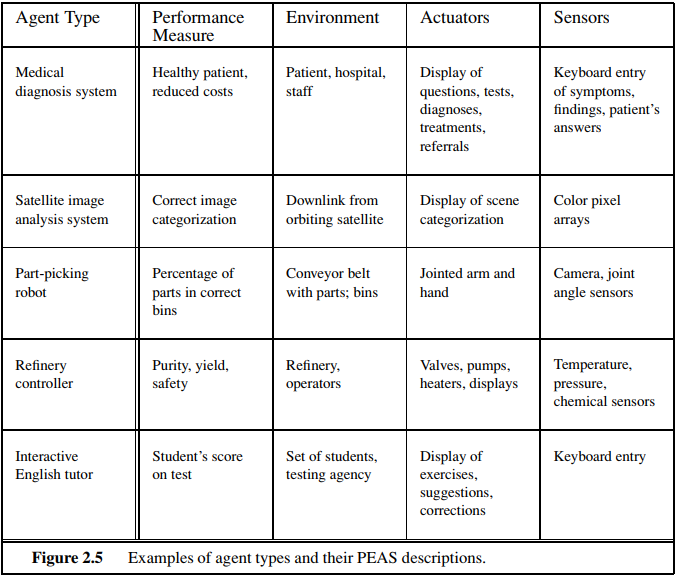 Agent Type
Performance
Measure
Environment
Actuators
Sensors
Medical
diagnosis system
Healthy patient,
reduced costs
Patient, hospital,
staff
Display of
questions, tests,
diagnoses,
treatments,
referrals
Keyboard entry
of symptoms,
findings, patient’s
answers
Satellite image
analysis system
Correct image
categorization
Downlink from
orbiting satellite
Display of scene
categorization
Color pixel
arrays
Part-picking
robot
Percentage of
parts in correct
bins
Conveyor belt
with parts; bins
Jointed arm and
hand
Camera, joint
angle sensors
Refinery
controller
Purity, yield,
safety
Refinery,
operators
Valves, pumps,
heaters, displays
Temperature,
pressure,
chemical sensors
Interactive
English tutor
Student’s score
on test
Set of students,
testing agency
Display of
exercises,
suggestions,
corrections
Keyboard entry
Figure 2.5 Examples of agent types and their PEAS descriptions.